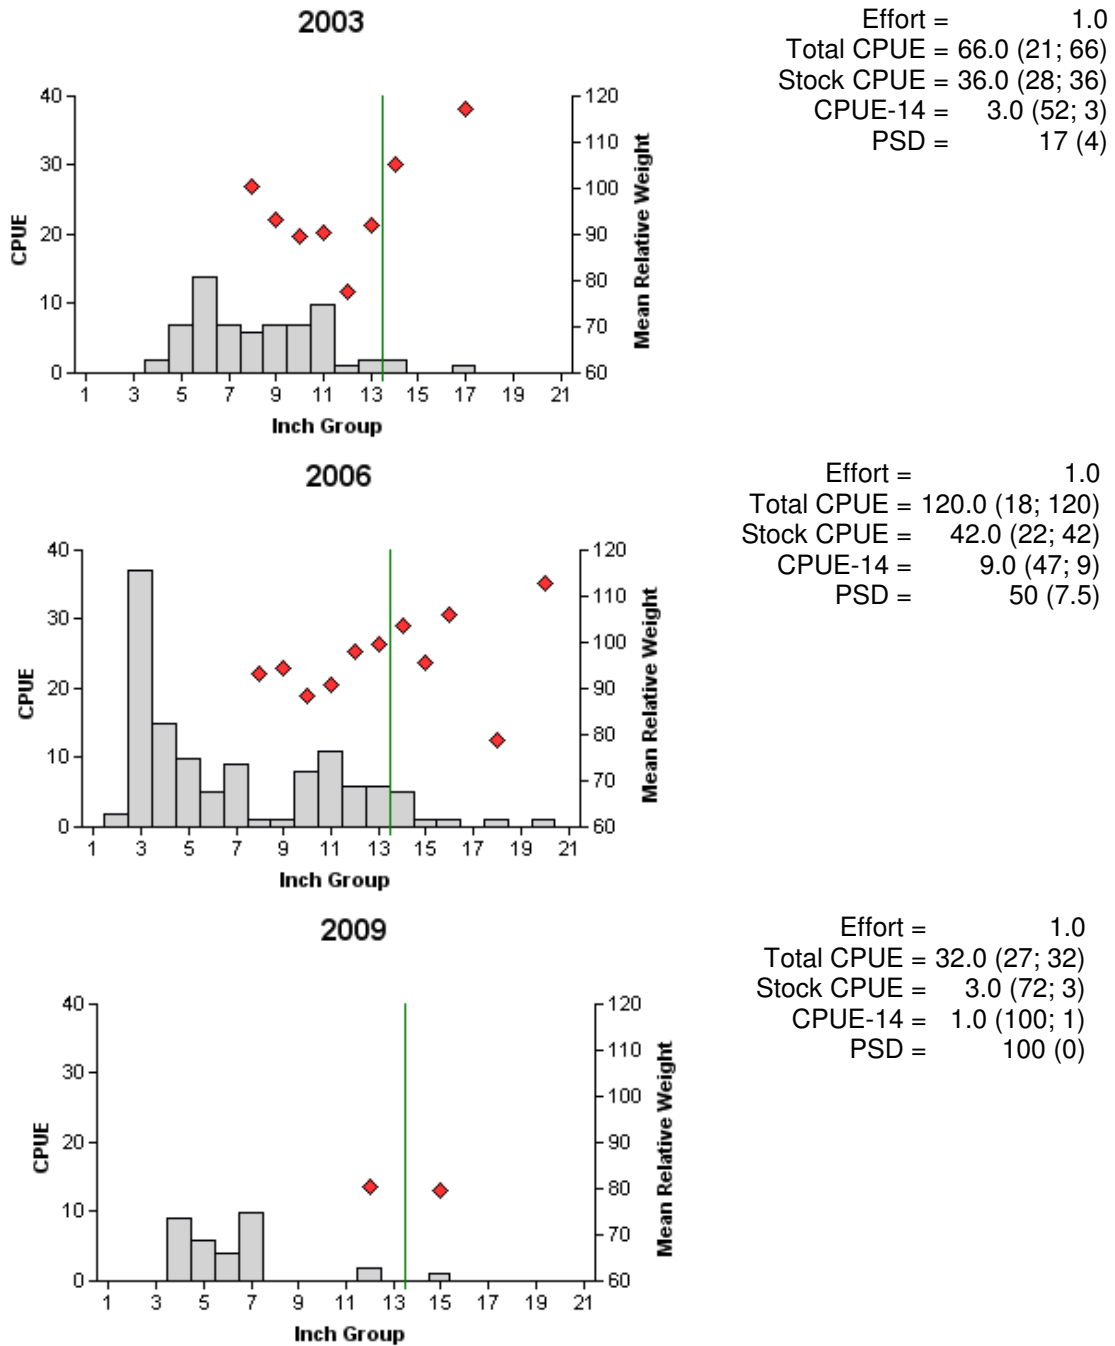 2003
Effort = 1.0
Total CPUE = 66.0 (21; 66)
Stock CPUE = 36.0 (28; 36)
CPUE-14 = 3.0 (52; 3)
PSD = 17 (4)
40
30
20
10
0
CPUE
120
110
100
90
80
70
60
Mean Relative Weight
1 3 5 7 9 11 13 15 17 19 21
Inch Group
2006
Effort = 1.0
Total CPUE = 120.0 (18; 120)
Stock CPUE = 42.0 (22; 42)
CPUE-14 = 9.0 (47; 9)
PSD = 50 (7.5)
40
30
20
10
0
CPUE
120
110
100
90
80
70
60
Mean Relative Weight
1 3 5 7 9 11 13 15 17 19 21
Inch Group
2009
Effort = 1.0
Total CPUE = 32.0 (27; 32)
Stock CPUE = 3.0 (72; 3)
CPUE-14 = 1.0 (100; 1)
PSD = 100 (0)
40
30
20
10
0
CPUE
120
110
100
90
80
70
60
Mean Relative Weight
1 3 5 7 9 11 13 15 17 19 21
Inch Group